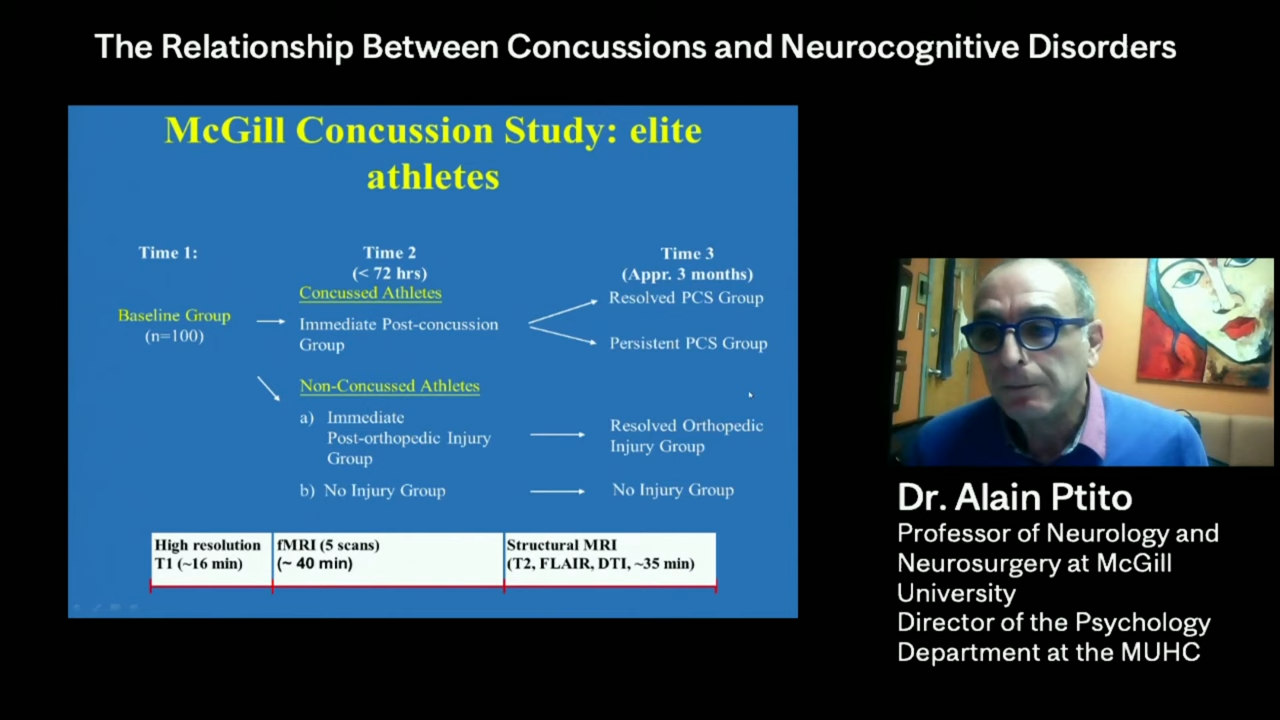 The Relationship Between Concussions and Neurocognitive Disorders
McGill Concussion Study: elite
athletes
Time 1:
Baseline Group
(n=100)
Time 2
(< 72 hrs)
Concussed Athletes
Immediate Post-concussion
Group
Non-Concussed Athletes
a) Immediate
Post-orthopedic Injury
Group
b) No Injury Group
Time 3
(Appr. 3 months)
Resolved PCS Group
Persistent PCS Group
Resolved Orthopedic
Injury Group
No Injury Group
High resolution
T1 (~16 min)
fMRI (5 scans)
(~ 40 min)
Structural MRI
(T2, FLAIR, DTI, ~35 min)
Dr. Alain Ptito
Professor of Neurology and
Neurosurgery at McGill
University
Director of the Psychology
Department at the MUHC